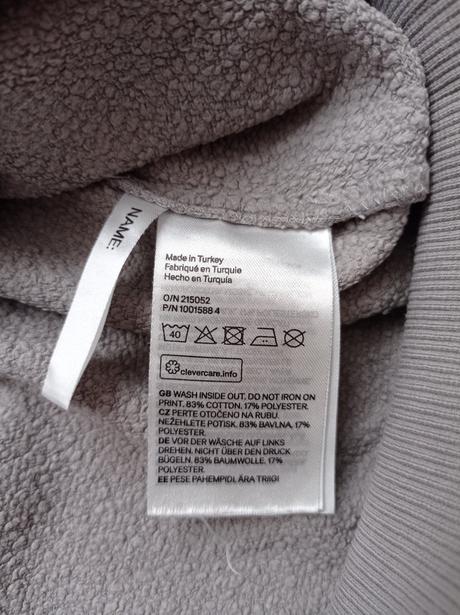 NAME:
Made in Turkey
Fabriqué en Turquie
Hecho en Turquía
O/N 215052
P/N 1001588 4
40
clevercare.info
GB WASH INSIDE OUT. DO NOT IRON ON
PRINT. 83% COTTON. 17% POLYESTER.
CZ PERTE OTOČENO NA RUBU.
NEŽEHLETE POTISK. 83% BAVLNA. 17%
POLYESTER.
DE VOR DER WÄSCHE AUF LINKS
DREHEN. NICHT ÜBER DEN DRUCK
BÜGELN. 83% BAUMWOLLE. 17%
POLYESTER.
EE PESE PAHEMPIDI. ÄRA TRIIGI